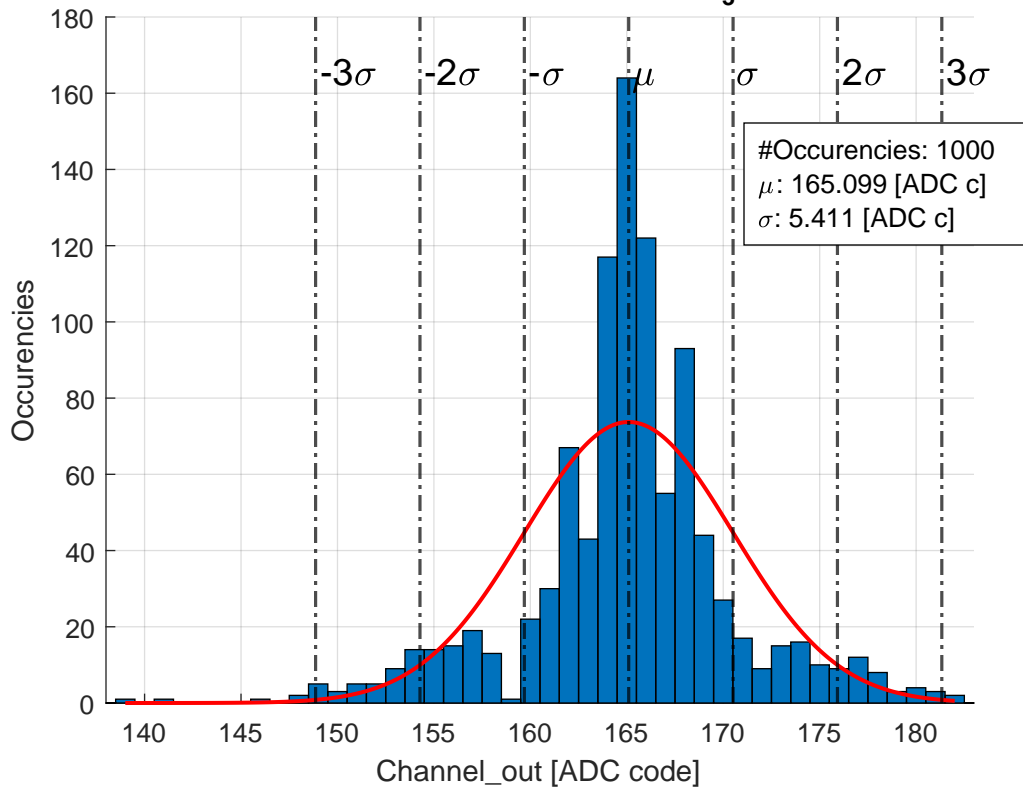 180
160
140
120
100
80
60
40
20
0
Occurencies
-3σ
-2σ
-σ
μ
σ
2σ
3σ
#Occurencies: 1000
μ: 165.099 [ADC c]
σ: 5.411 [ADC c]
140 145 150 155 160 165 170 175 180
Channel_out [ADC code]